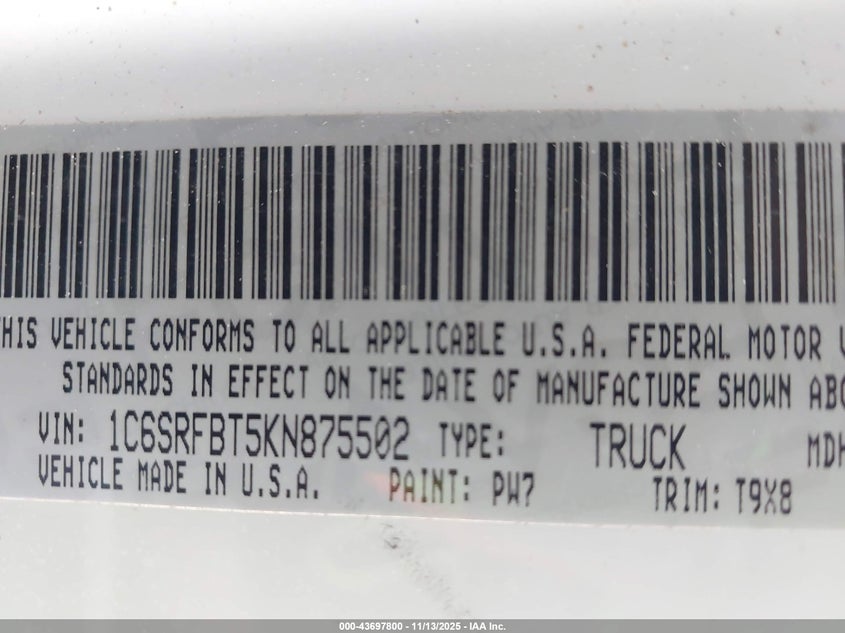 THIS VEHICLE CONFORMS TO ALL APPLICABLE U.S.A. FEDERAL MOTOR V
STANDARDS IN EFFECT ON THE DATE OF MANUFACTURE SHOWN ABO
VIN: 1C6SRFBT5KN875502 TYPE: TRUCK MDH
VEHICLE MADE IN U.S.A. PAINT: PW7 TRIM: T9X8
000-43697800 - 11/13/2025 - IAA Inc.